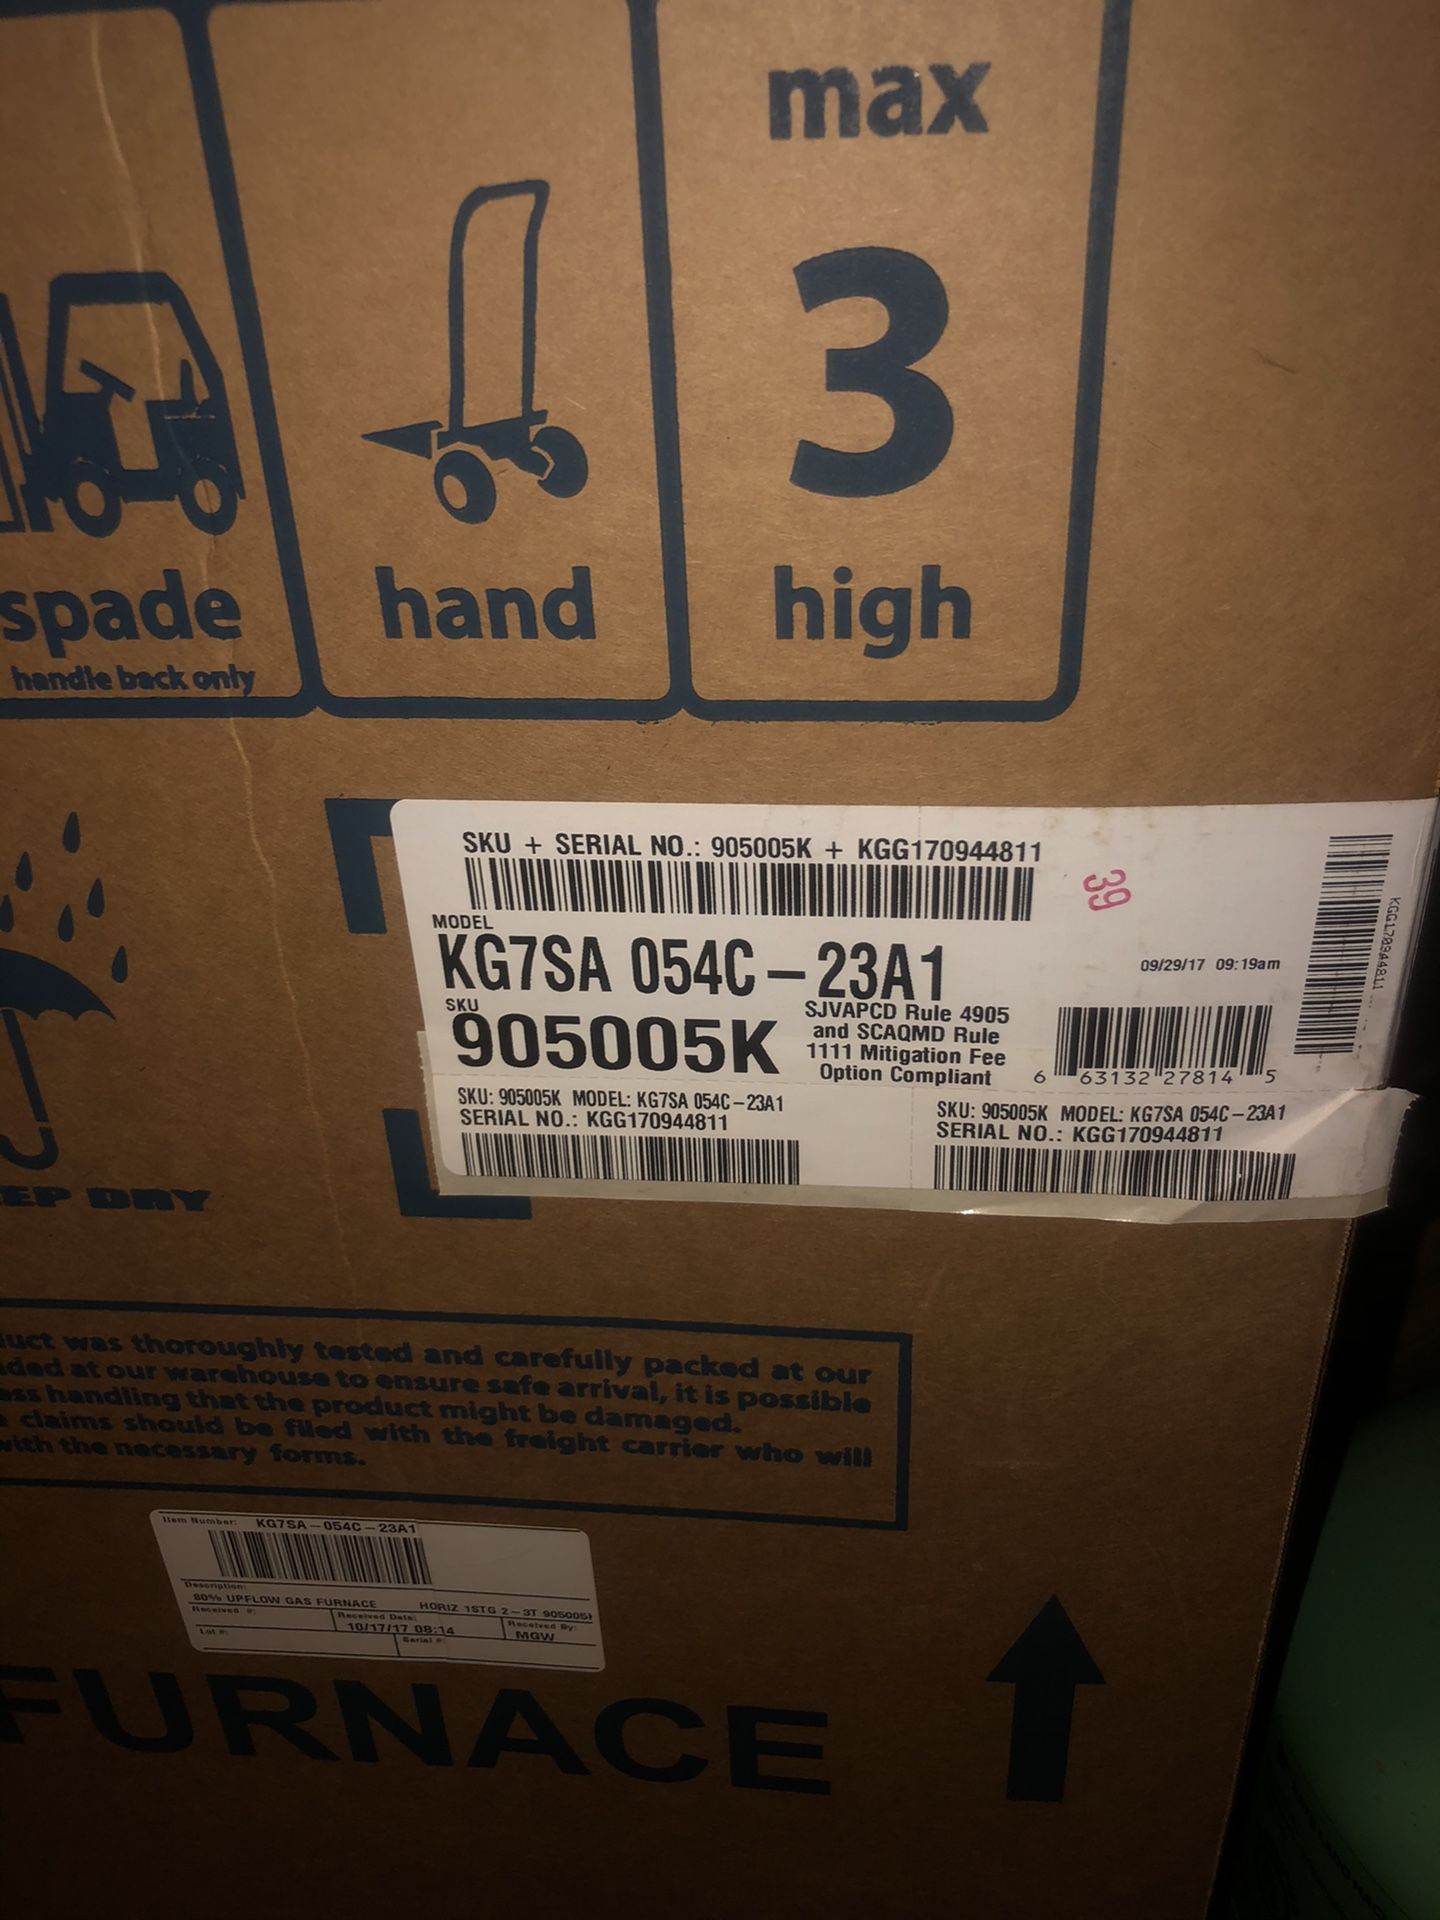 max
3
high
hand
spade
handle back only
SKU + SERIAL NO.: 905005K + KGG170944811
39
MODEL
KG7SA 054C-23A1
09/29/17 09:19am
KGG170944811
SKU
905005K
SJVAPCD Rule 4905
and SCAQMD Rule
1111 Mitigation Fee
Option Compliant
6 63132 27814 5
SKU: 905005K MODEL: KG7SA 054C-23A1
SERIAL NO.: KGG170944811
SKU: 905005K MODEL: KG7SA 054C-23A1
SERIAL NO.: KGG170944811
EP DRY
uct was thoroughly tested and carefully packed at our
ded at our warehouse to ensure safe arrival, it is possible
ess handling that the product might be damaged.
claims should be filed with the freight carrier who will
with the necessary forms.
Item Number: KG7SA-054C-23A1
Description:
80% UPFLOW GAS FURNACE HORIZ 1STG 2-3T 905005K
Received #: Received Date: Received By:
10/17/17 08:14 MGW
Lot #: Serial #:
FURNACE